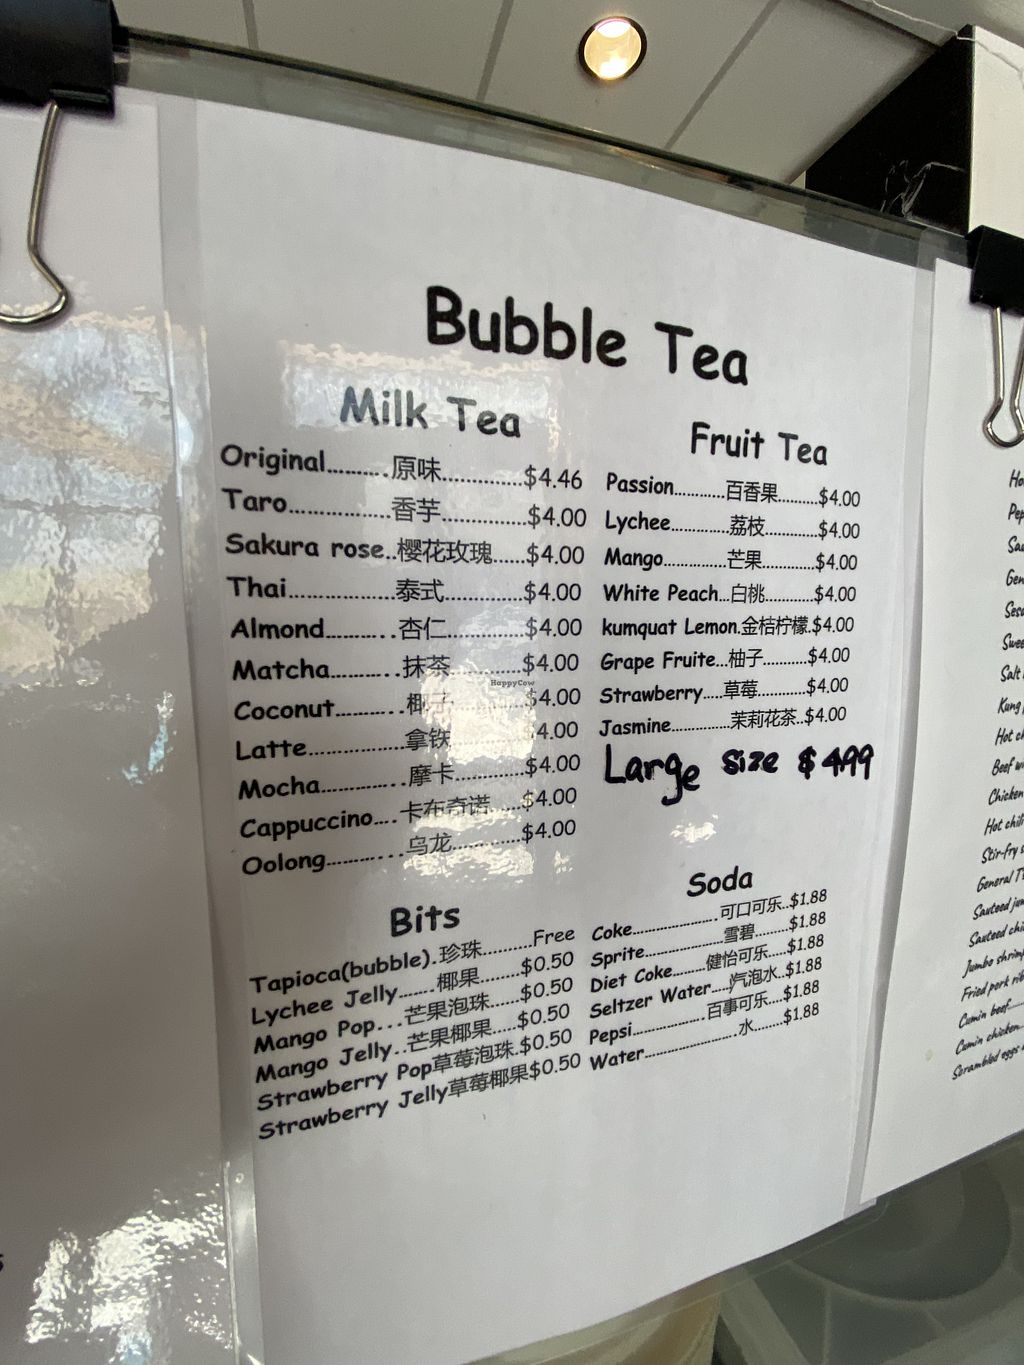 Bubble Tea
Milk Tea
Original..........原味..............$4.46
Taro.................香芋..............$4.00
Sakura rose..樱花玫瑰......$4.00
Thai..................泰式..............$4.00
Almond............杏仁..............$4.00
Matcha............抹茶..............$4.00
Coconut...........椰子..............$4.00
Latte................拿铁..............4.00
Mocha..............摩卡..............$4.00
Cappuccino....卡布奇诺......$4.00
Oolong.............乌龙..............$4.00
Fruit Tea
Passion............百香果.........$4.00
Lychee.............荔枝............$4.00
Mango..............芒果............$4.00
White Peach...白桃...........$4.00
kumquat Lemon.金桔柠檬.$4.00
Grape Fruite...柚子..........$4.00
Strawberry.....草莓...........$4.00
Jasmine............茉莉花茶..$4.00
Large size $4.99
Bits
Tapioca(bubble).珍珠.........Free
Lychee Jelly.......椰果.......$0.50
Mango Pop...芒果泡珠......$0.50
Mango Jelly..芒果椰果.....$0.50
Strawberry Pop草莓泡珠.$0.50
Strawberry Jelly草莓椰果$0.50
Soda
Coke..................可口可乐..$1.88
Sprite................雪碧........$1.88
Diet Coke........健怡可乐....$1.88
Seltzer Water....汽泡水..$1.88
Pepsi..................百事可乐....$1.88
Water....................水.......$1.88
HappyCow